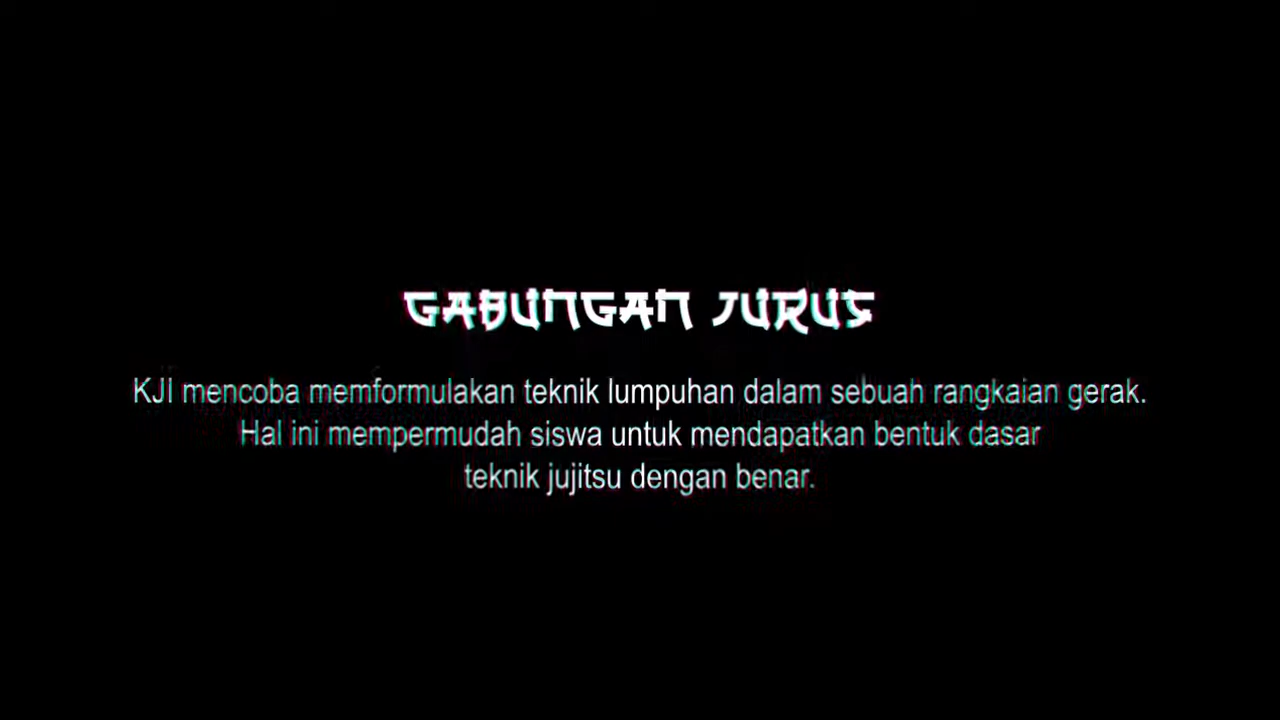 GABUNGAN JURUS
KJI mencoba memformulakan teknik lumpuhan dalam sebuah rangkaian gerak.
Hal ini mempermudah siswa untuk mendapatkan bentuk dasar
teknik jujitsu dengan benar.